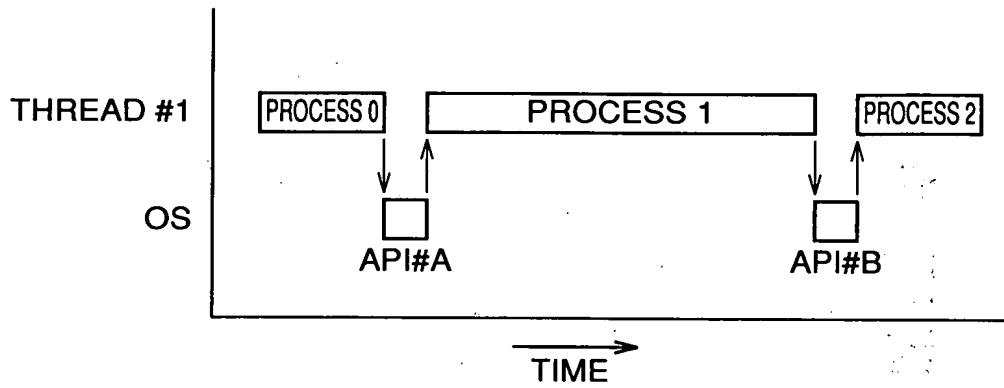 THREAD #1
PROCESS 0
PROCESS 1
PROCESS 2
OS
API#A
API#B
TIME